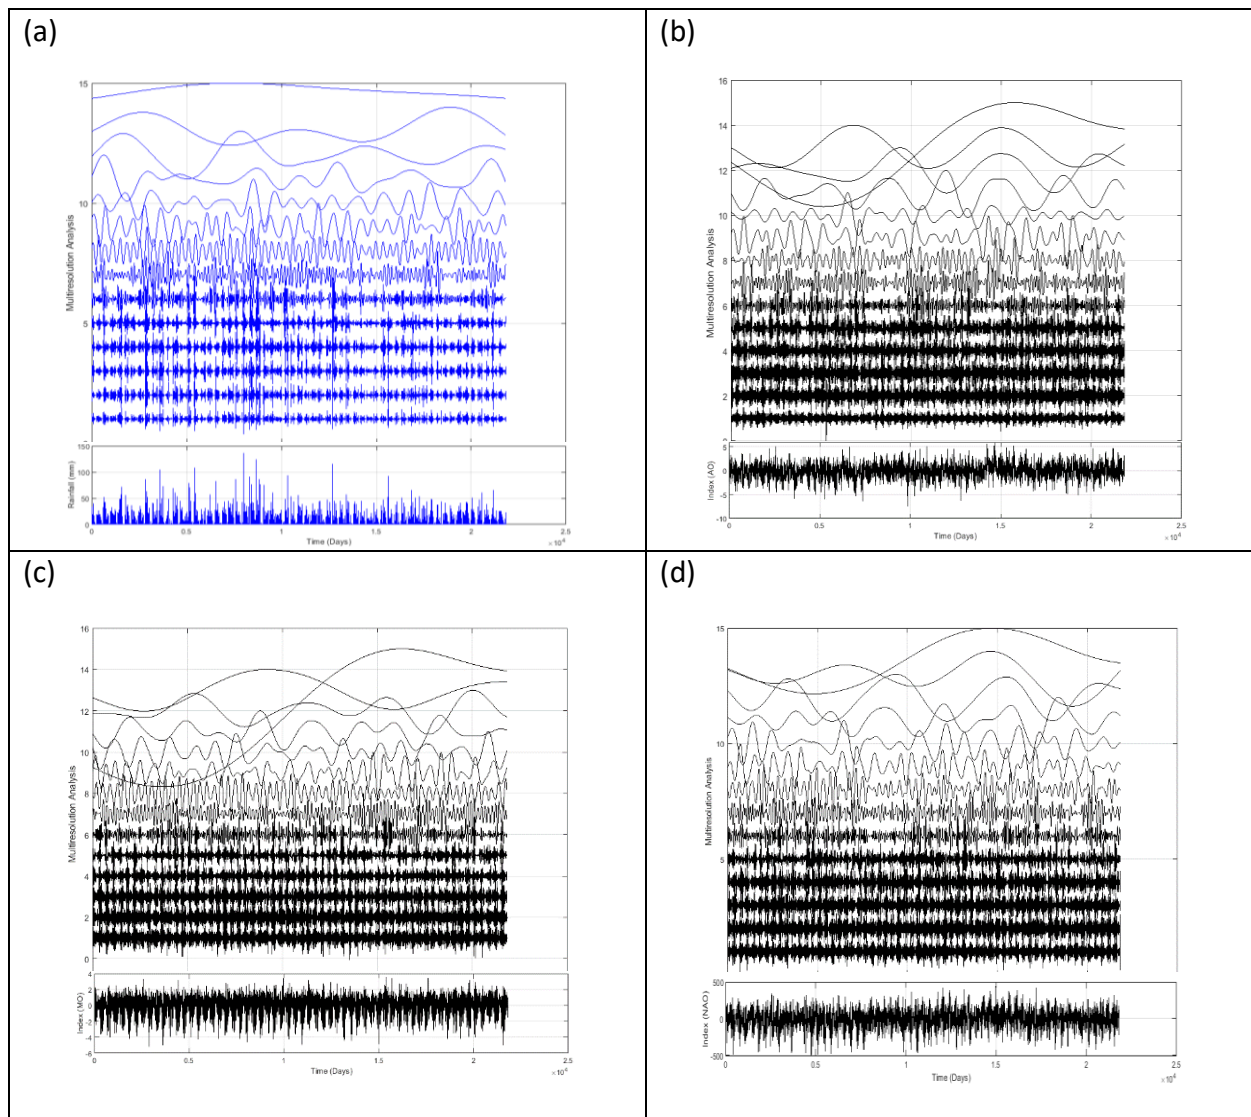 (a)
15
10
5
0
Multiresolution Analysis
150
100
50
0
Rainfall (mm)
0 0.5 1 1.5 2 2.5
×10⁴
Time (Days)
(b)
16
14
12
10
8
6
4
2
0
Multiresolution Analysis
5
0
-5
-10
Index (AO)
0 0.5 1 1.5 2 2.5
×10⁴
Time (Days)
(c)
16
14
12
10
8
6
4
2
0
Multiresolution Analysis
4
2
0
-2
-4
-6
Index (MO)
0 0.5 1 1.5 2 2.5
×10⁴
Time (Days)
(d)
15
10
5
Multiresolution Analysis
500
0
-500
Index (NAO)
0 0.5 1 1.5 2 2.5
×10⁴
Time (Days)